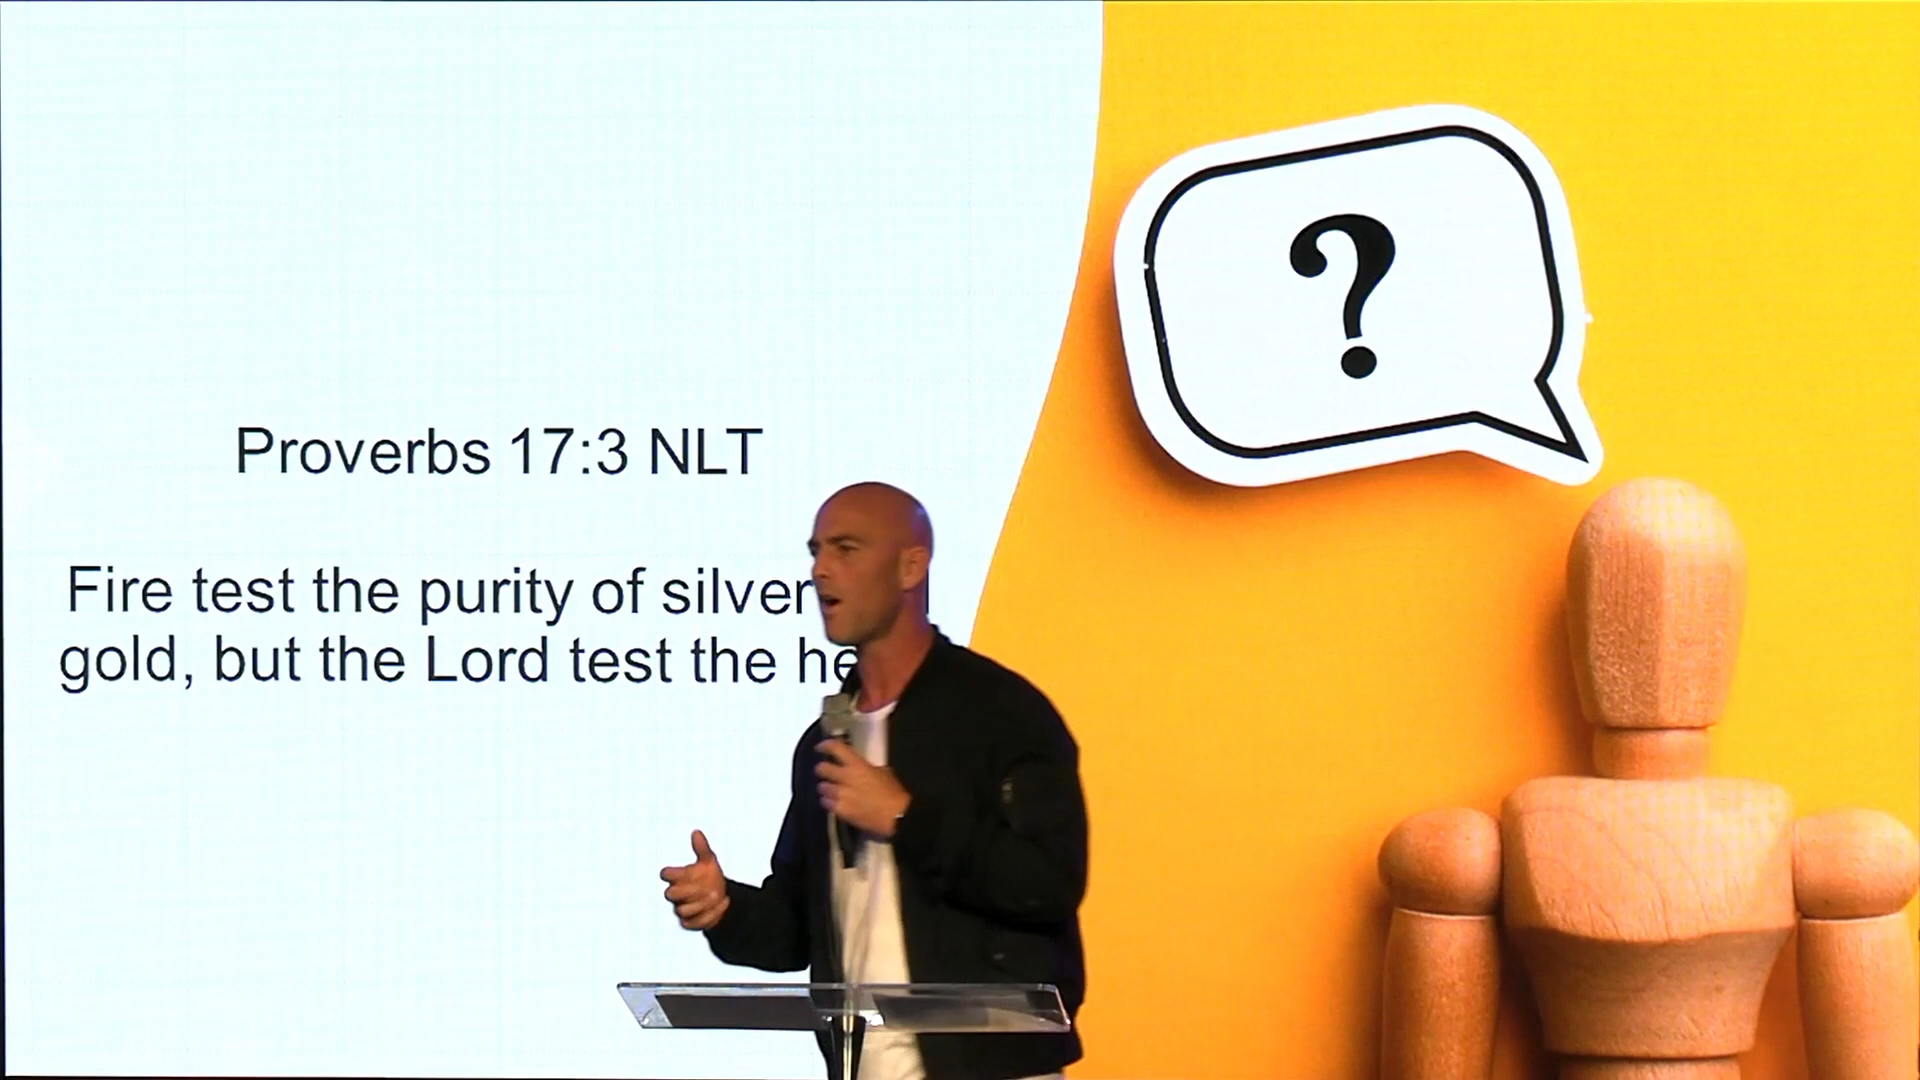 ?
Proverbs 17:3 NLT
Fire test the purity of silver
gold, but the Lord test the he